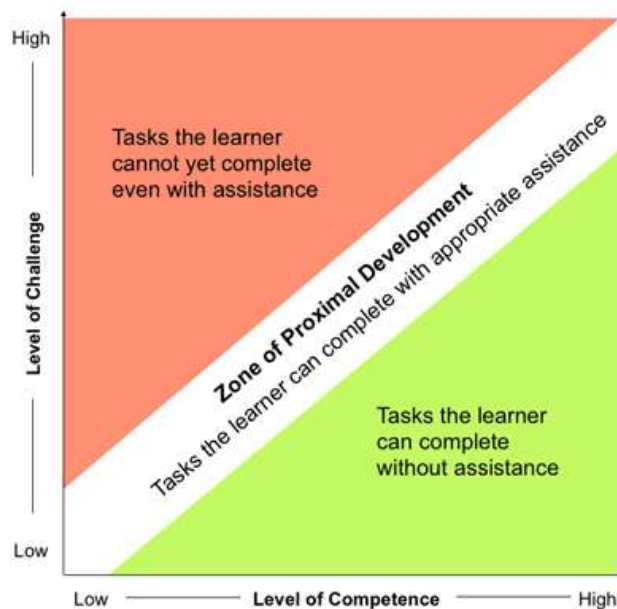 High
Level of Challenge
Low
Tasks the learner
cannot yet complete
even with assistance
Zone of Proximal Development
Tasks the learner can complete with appropriate assistance
Tasks the learner
can complete
without assistance
Low
Level of Competence
High